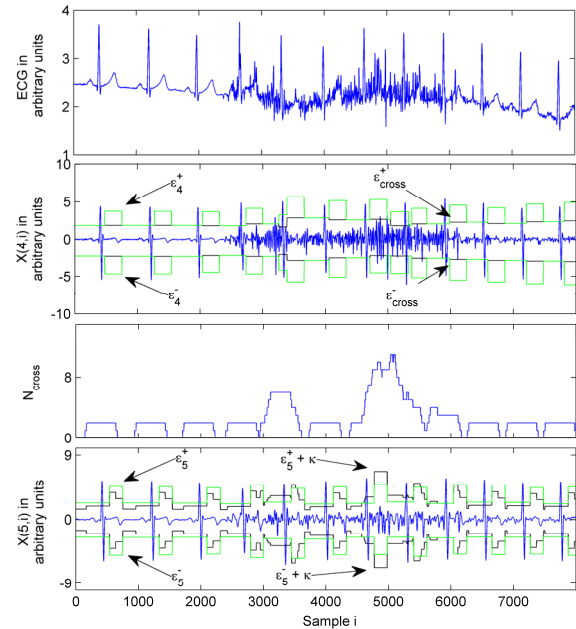 ECG in
arbitrary units
4
3
2
1
X(4,i) in
arbitrary units
10
5
0
-5
-10
ε4+
ε+cross
ε4-
ε-cross
Ncross
8
0
X(5,i) in
arbitrary units
9
0
-9
ε5+
ε5+ + κ
ε5-
ε5- + κ
0 1000 2000 3000 4000 5000 6000 7000
Sample i